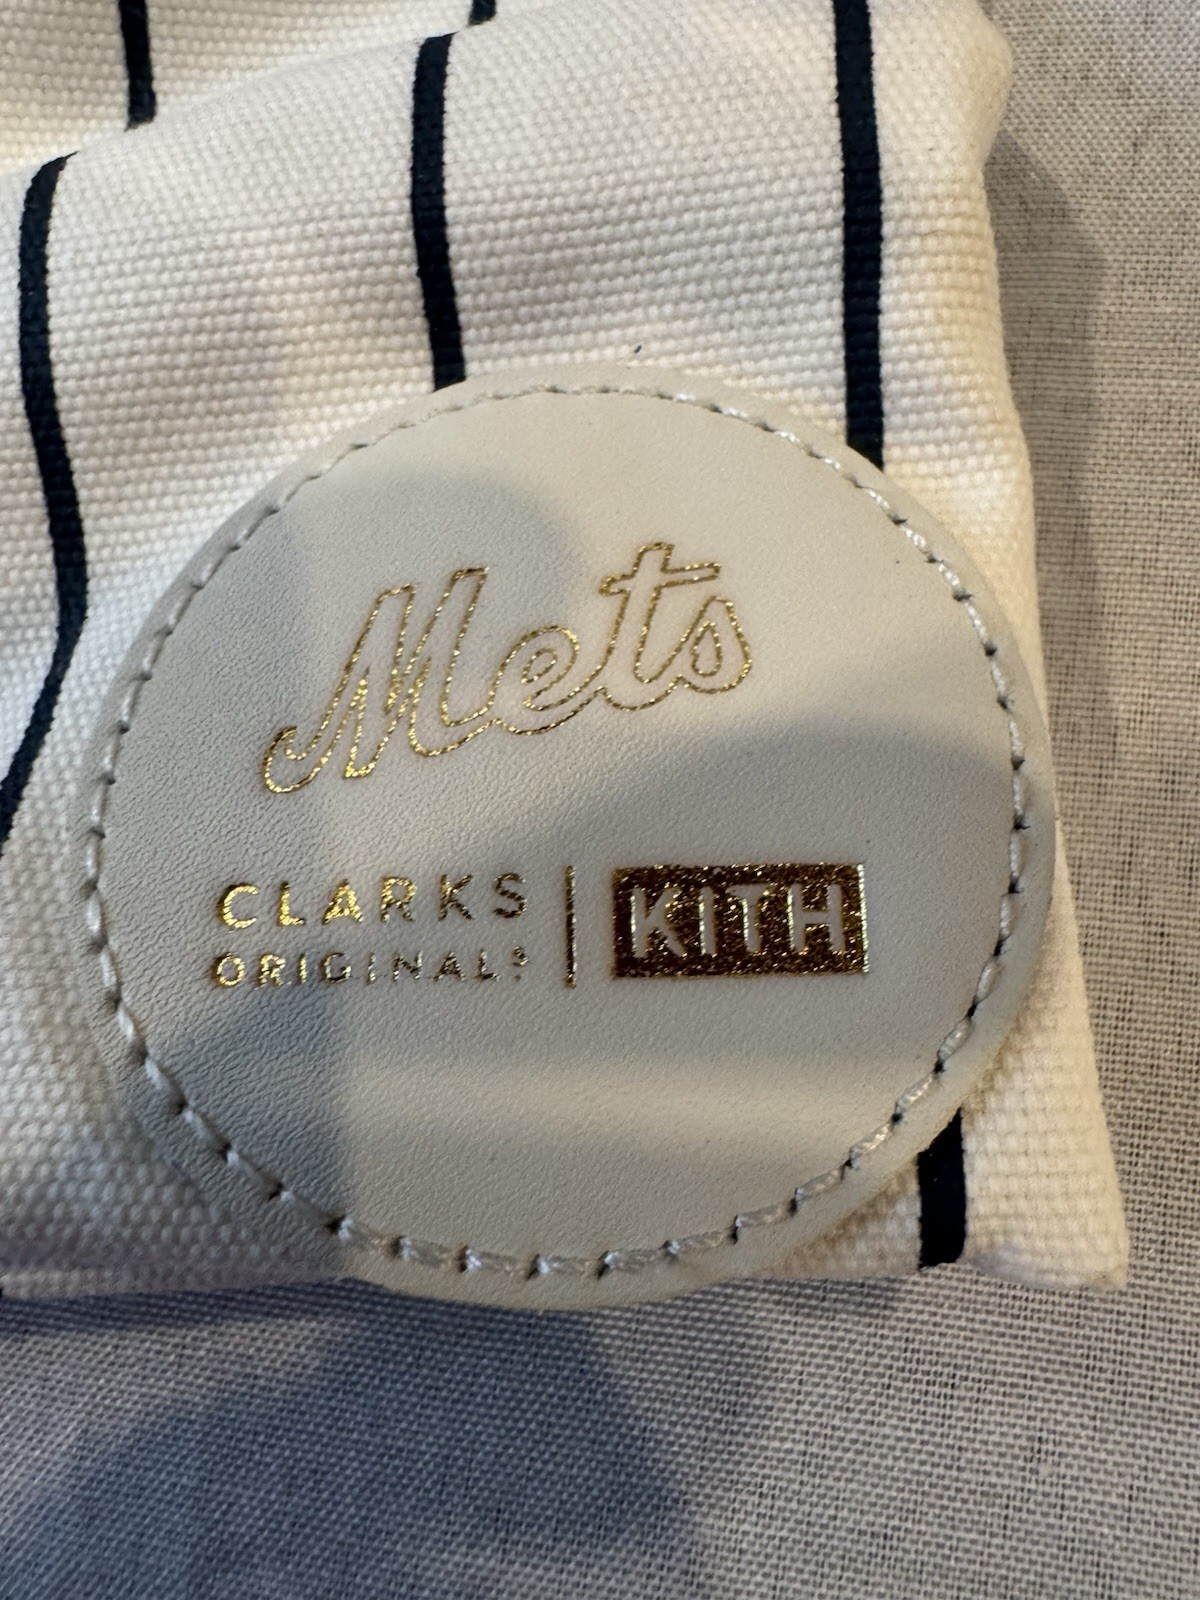 Mets
CLARKS | KITH
ORIGINALS